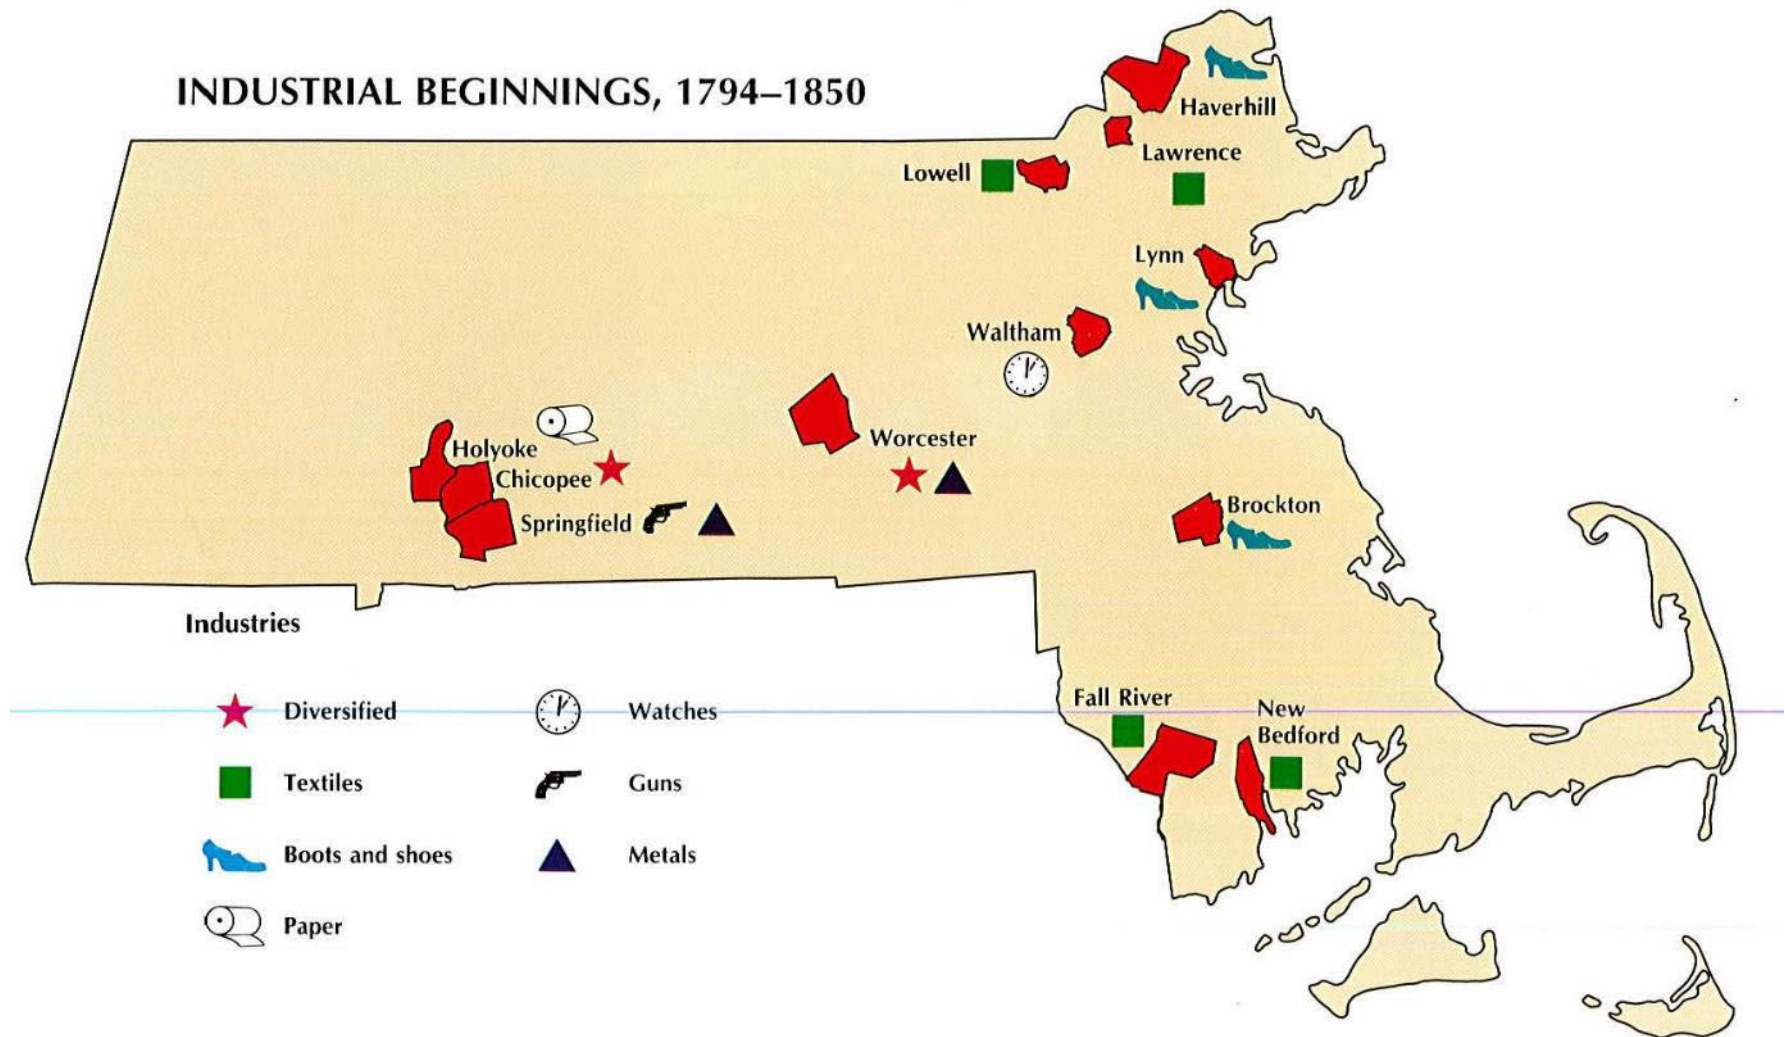 INDUSTRIAL BEGINNINGS, 1794–1850
Haverhill
Lawrence
Lowell
Lynn
Waltham
Worcester
Holyoke
Chicopee
Springfield
Brockton
Fall River
New
Bedford
Industries
Diversified
Textiles
Boots and shoes
Paper
Watches
Guns
Metals